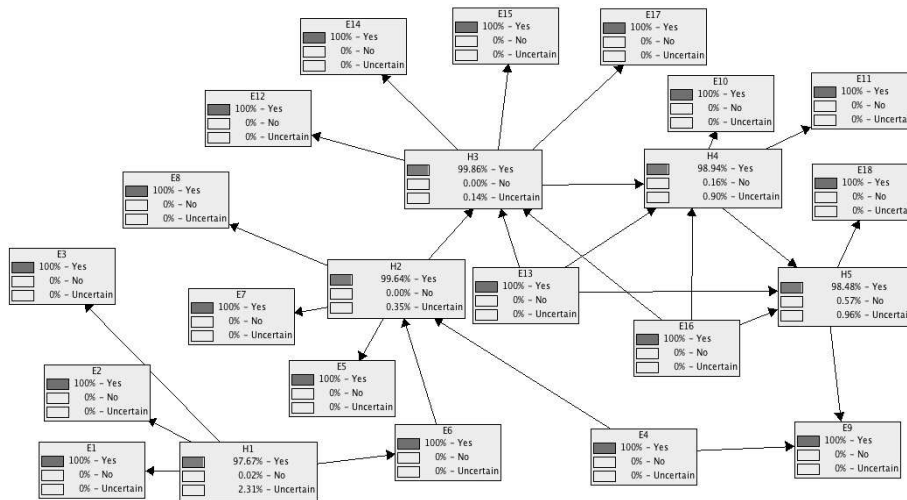 E14
100% – Yes
0% – No
0% – Uncertain
E15
100% – Yes
0% – No
0% – Uncertain
E17
100% – Yes
0% – No
0% – Uncertain
E12
100% – Yes
0% – No
0% – Uncertain
E10
100% – Yes
0% – No
0% – Uncertain
E11
100% – Yes
0% – No
0% – Uncertain
H3
99.86% – Yes
0.00% – No
0.14% – Uncertain
H4
98.94% – Yes
0.16% – No
0.90% – Uncertain
E8
100% – Yes
0% – No
0% – Uncertain
E18
100% – Yes
0% – No
0% – Uncertain
E3
100% – Yes
0% – No
0% – Uncertain
H2
99.64% – Yes
0.00% – No
0.35% – Uncertain
E13
100% – Yes
0% – No
0% – Uncertain
H5
98.48% – Yes
0.57% – No
0.96% – Uncertain
E7
100% – Yes
0% – No
0% – Uncertain
E16
100% – Yes
0% – No
0% – Uncertain
E5
100% – Yes
0% – No
0% – Uncertain
E2
100% – Yes
0% – No
0% – Uncertain
E6
100% – Yes
0% – No
0% – Uncertain
E4
100% – Yes
0% – No
0% – Uncertain
E9
100% – Yes
0% – No
0% – Uncertain
E1
100% – Yes
0% – No
0% – Uncertain
H1
97.67% – Yes
0.02% – No
2.31% – Uncertain